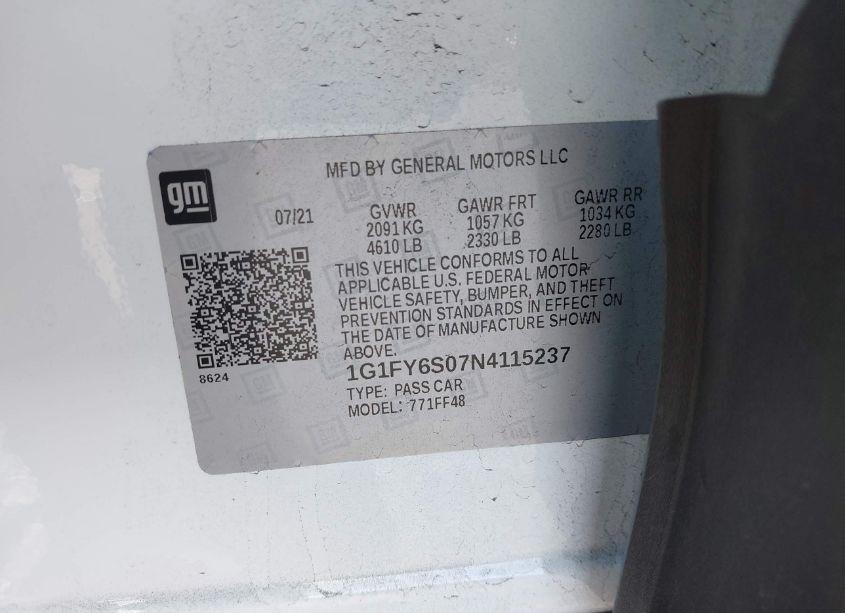 MFD BY GENERAL MOTORS LLC
gm
07/21
GVWR
2091 KG
4610 LB
GAWR FRT
1057 KG
2330 LB
GAWR RR
1034 KG
2280 LB
THIS VEHICLE CONFORMS TO ALL
APPLICABLE U.S. FEDERAL MOTOR
VEHICLE SAFETY, BUMPER, AND THEFT
PREVENTION STANDARDS IN EFFECT ON
THE DATE OF MANUFACTURE SHOWN
ABOVE.
8624
1G1FY6S07N4115237
TYPE: PASS CAR
MODEL: 771FF48